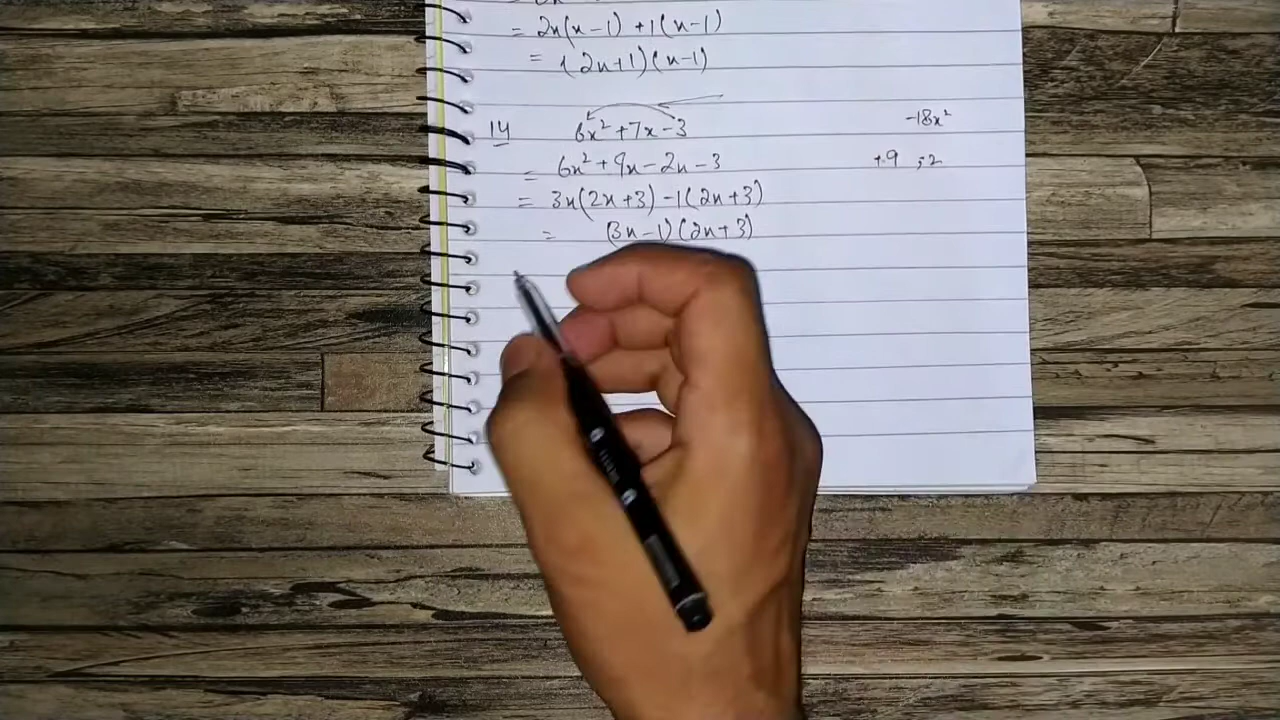 = 2x(x-1) +1(x-1)
= (2x+1)(x-1)
14 6x² +7x -3 -18x²
= 6x² +9x - 2x - 3 +9 , -2
= 3x(2x+3) -1(2x+3)
= (3x-1)(2x+3)